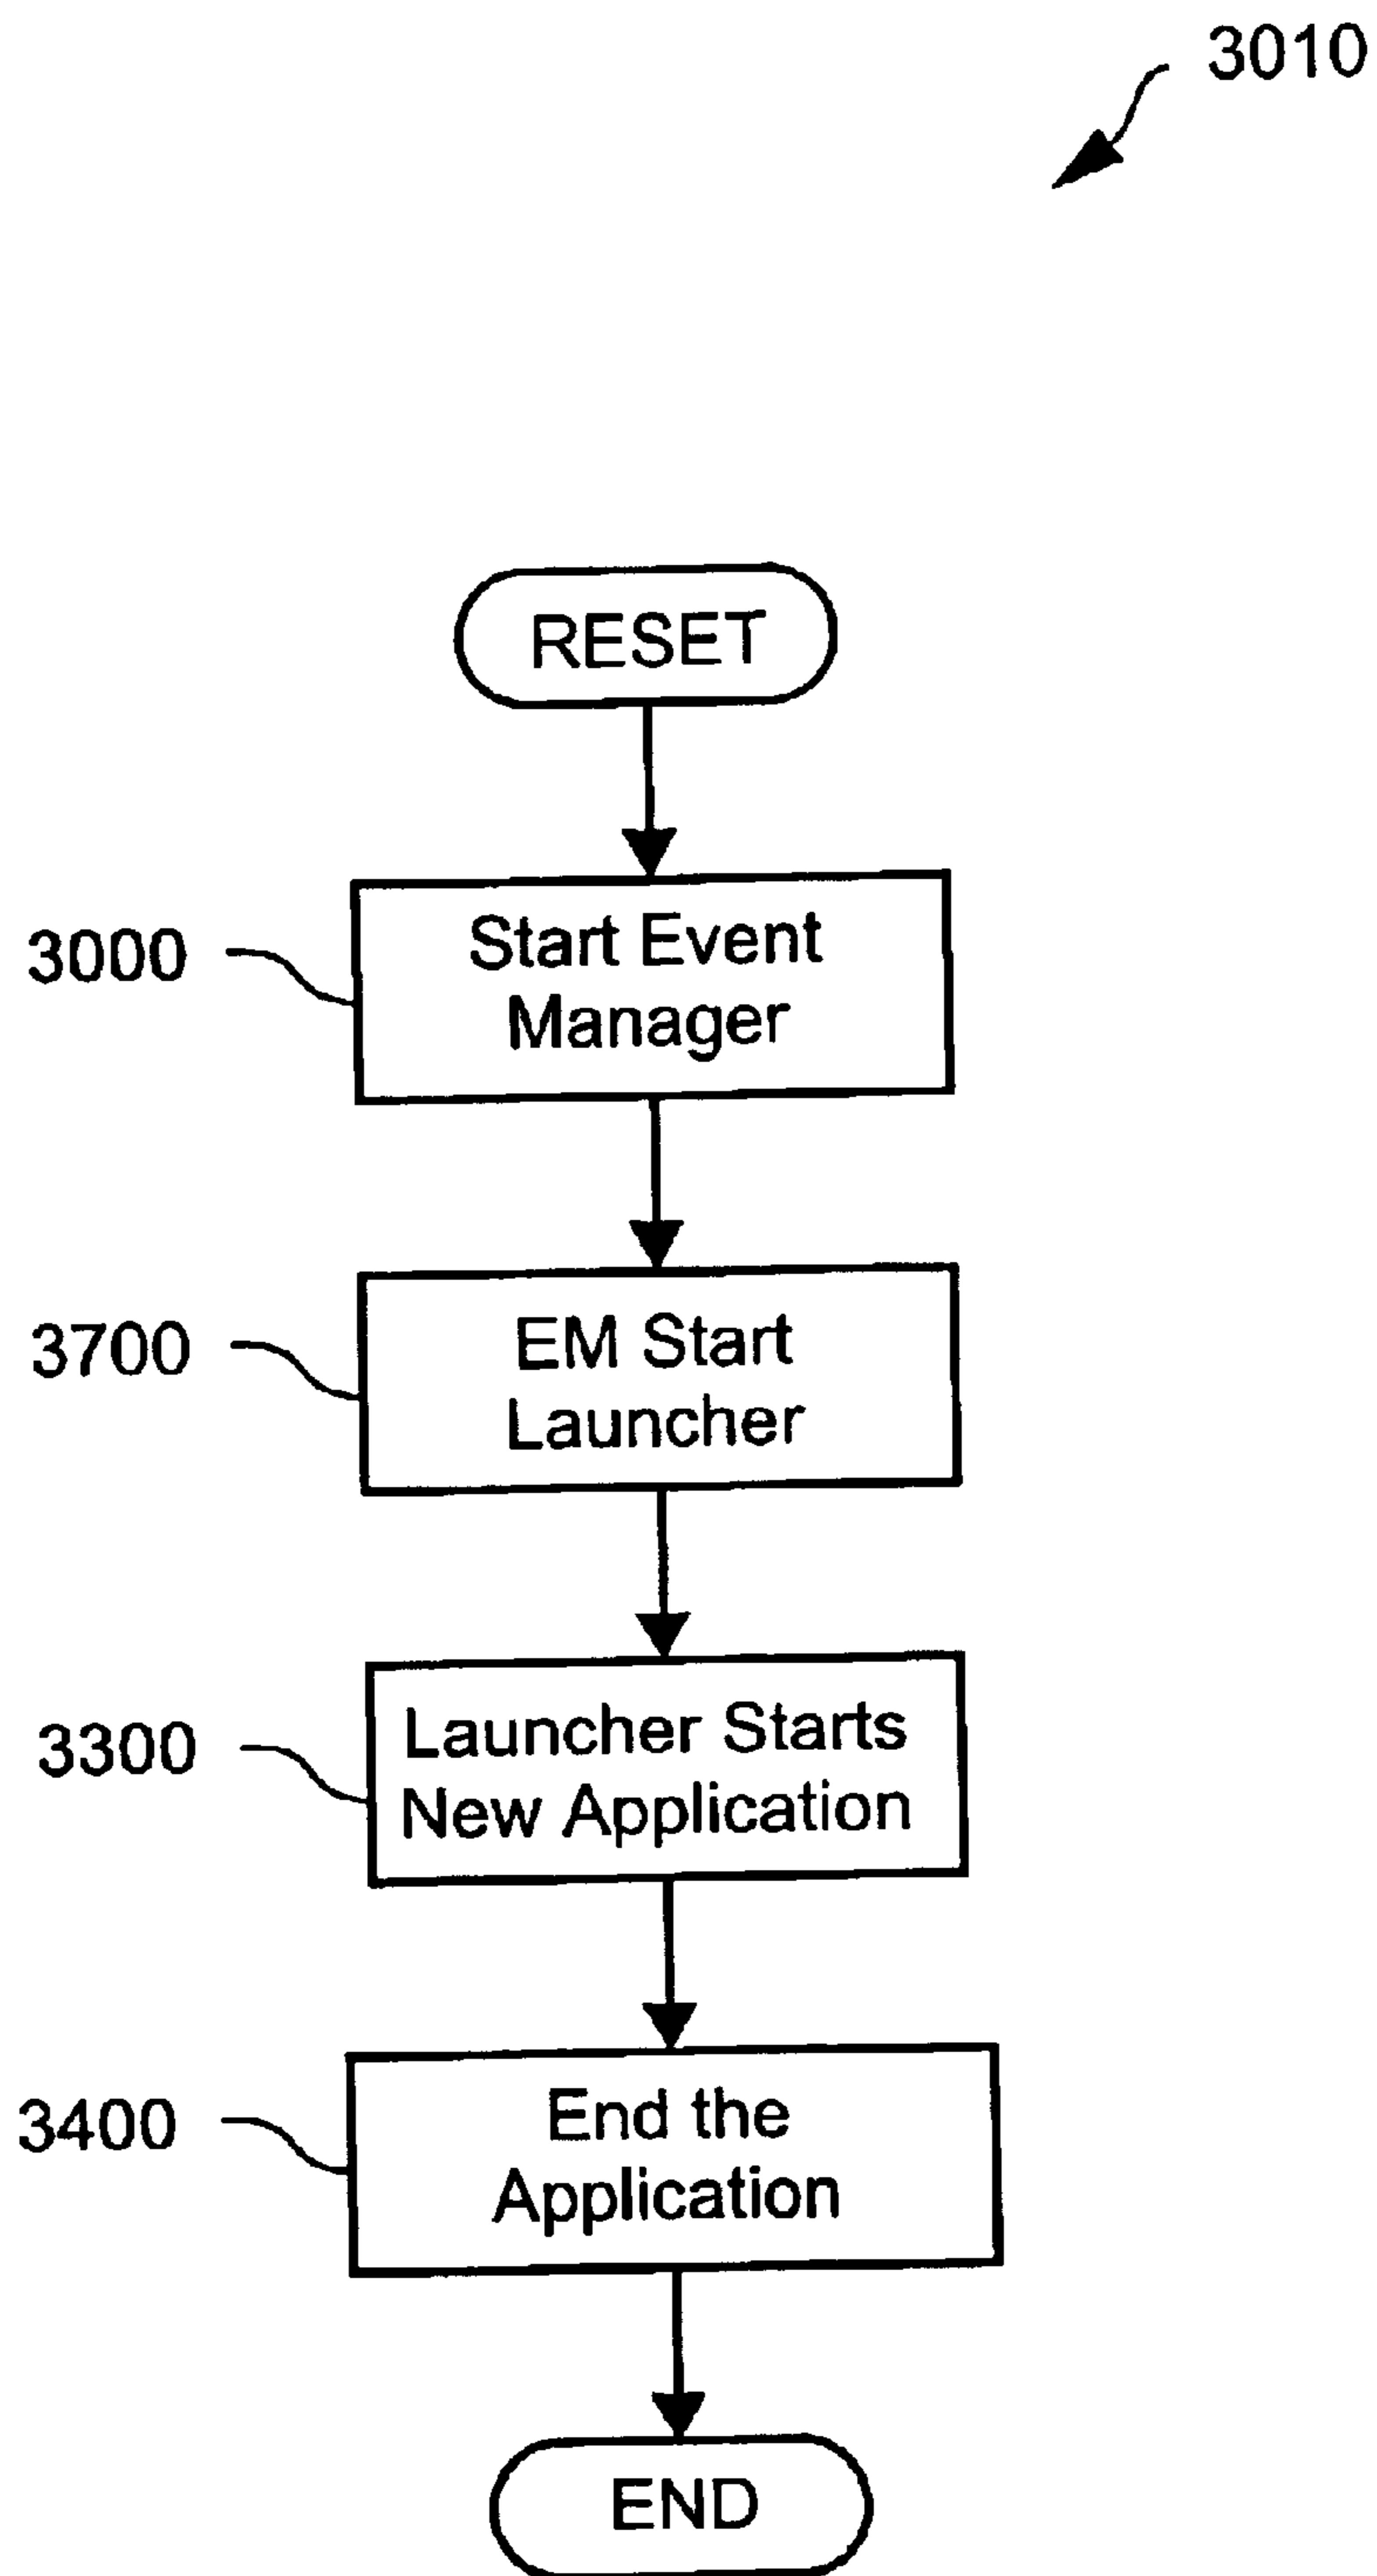 3010
RESET
3000
Start Event
Manager
3700
EM Start
Launcher
3300
Launcher Starts
New Application
3400
End the
Application
END